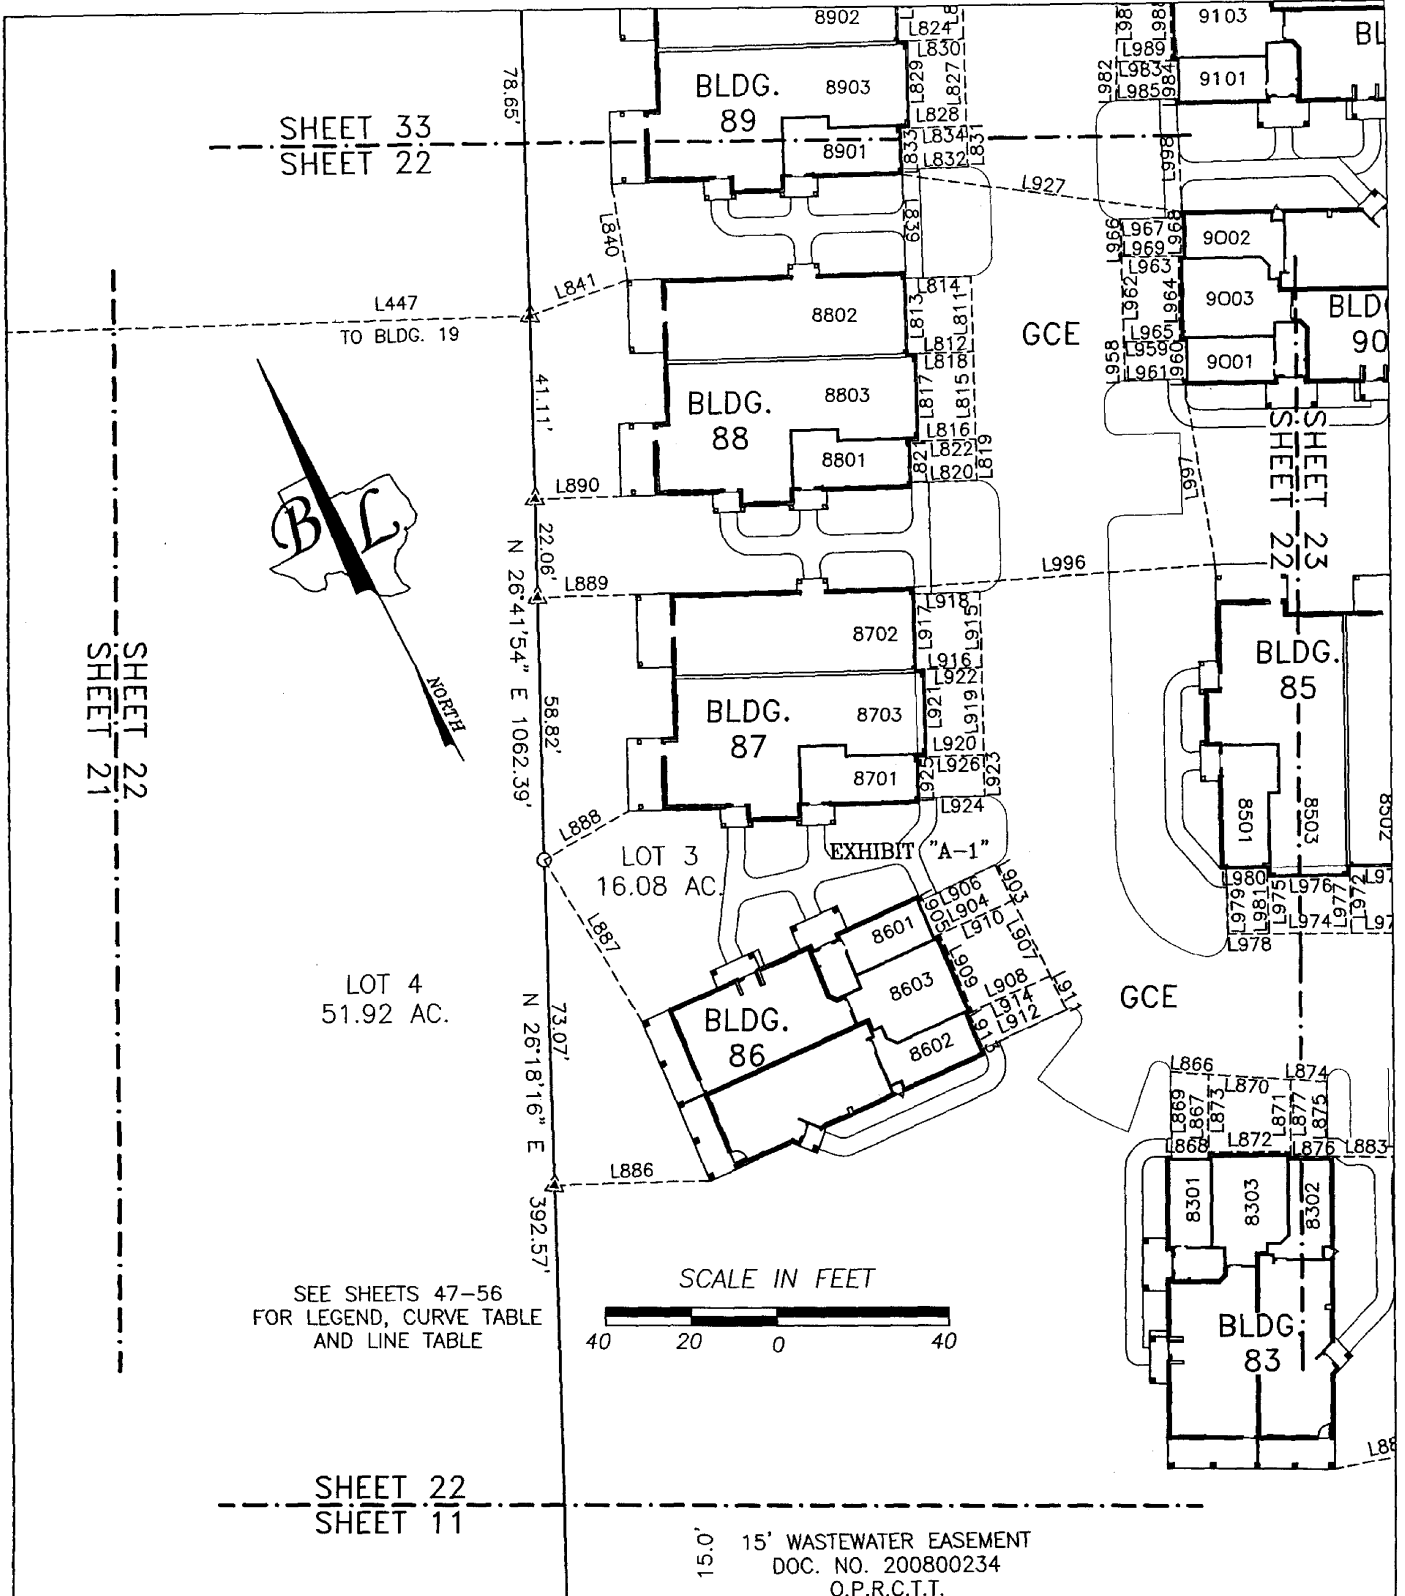 8902
L824
L830
9103
L989
L983
L985
9101
L982
L984
BL
78.65'
BLDG.
89
8903
L829
L827
L828
SHEET 33
SHEET 22
8901
L833
L834
L832
L831
L998
L927
L840
L839
L966
L967
L969
L968
9002
L963
L962
L964
L965
9003
L841
L447
TO BLDG. 19
8802
L814
L813
L811
L812
GCE
L958
L959
L961
L960
9001
BLD
90
41.11'
BLDG.
88
8803
L818
L817
L815
L816
8801
L821
L822
L820
L819
SHEET 23
SHEET 22
L997
B L
L890
22.06'
L889
L996
N 26°41'54" E 1062.39'
8702
L918
L917
L915
L916
BLDG.
85
SHEET 22
SHEET 21
NORTH
58.82'
BLDG.
87
8703
L922
L921
L919
L920
8701
L925
L926
L924
L923
8501
8503
8502
L888
LOT 3
16.08 AC.
EXHIBIT "A-1"
L980
L976
L979
L981
L975
L977
L972
L974
L978
L906
L903
L904
L905
L910
L907
8601
L887
LOT 4
51.92 AC.
L909
L908
8603
L914
L912
L911
L913
GCE
73.07'
N 26°18'16" E
BLDG.
86
8602
L866
L874
L870
L869
L867
L873
L871
L877
L875
L868
L872
L876
L883
L886
392.57'
8301
8303
8302
SCALE IN FEET
40 20 0 40
SEE SHEETS 47-56
FOR LEGEND, CURVE TABLE
AND LINE TABLE
BLDG.
83
SHEET 22
SHEET 11
15.0'
15' WASTEWATER EASEMENT
DOC. NO. 200800234
O.P.R.C.T.T.